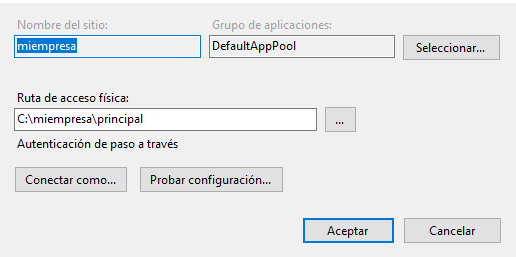 Nombre del sitio: Grupo de aplicaciones:
miempresa DefaultAppPool Seleccionar...
Ruta de acceso física:
C:\miempresa\principal ...
Autenticación de paso a través
Conectar como... Probar configuración...
Aceptar Cancelar